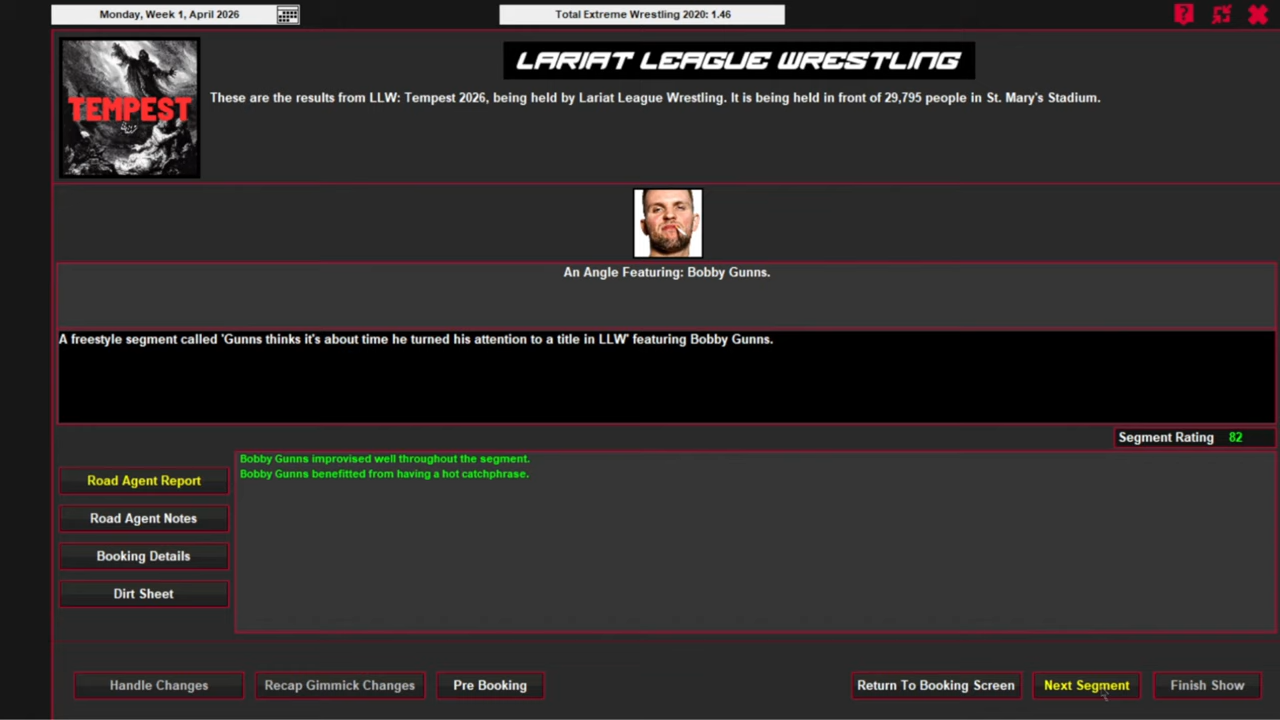 Monday, Week 1, April 2026
Total Extreme Wrestling 2020: 1.46
?
LARIAT LEAGUE WRESTLING
TEMPEST
These are the results from LLW: Tempest 2026, being held by Lariat League Wrestling. It is being held in front of 29,795 people in St. Mary's Stadium.
An Angle Featuring: Bobby Gunns.
A freestyle segment called 'Gunns thinks it's about time he turned his attention to a title in LLW' featuring Bobby Gunns.
Segment Rating 82
Bobby Gunns improvised well throughout the segment.
Bobby Gunns benefitted from having a hot catchphrase.
Road Agent Report
Road Agent Notes
Booking Details
Dirt Sheet
Handle Changes
Recap Gimmick Changes
Pre Booking
Return To Booking Screen
Next Segment
Finish Show